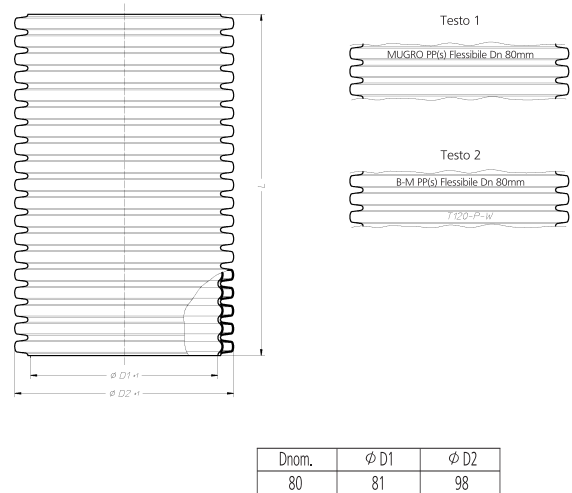 Testo 1
MUGRO PP(s) Flessibile Dn 80mm
Testo 2
B-M PP(s) Flessibile Dn 80mm
T120-P-W
L
Ø D1 ±1
Ø D2 ±1
Dnom. Ø D1 Ø D2
80 81 98